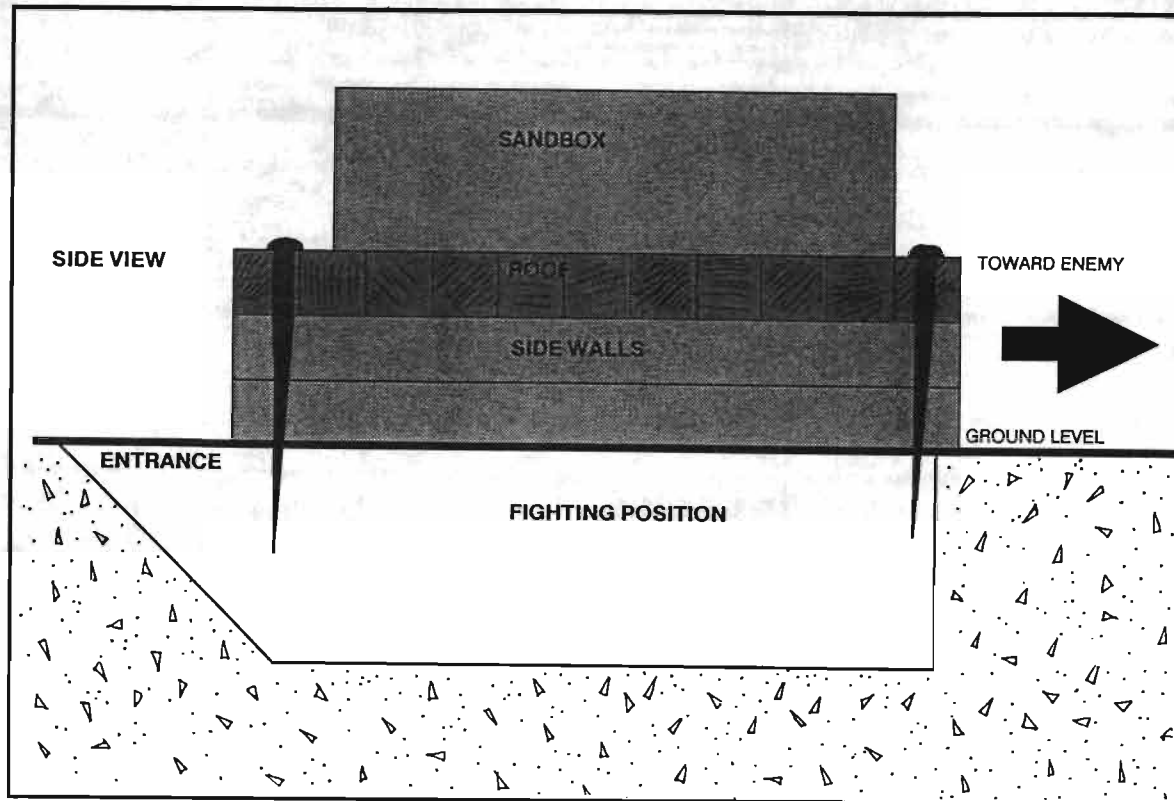 SANDBOX
SIDE VIEW
ROOF
TOWARD ENEMY
SIDE WALLS
GROUND LEVEL
ENTRANCE
FIGHTING POSITION